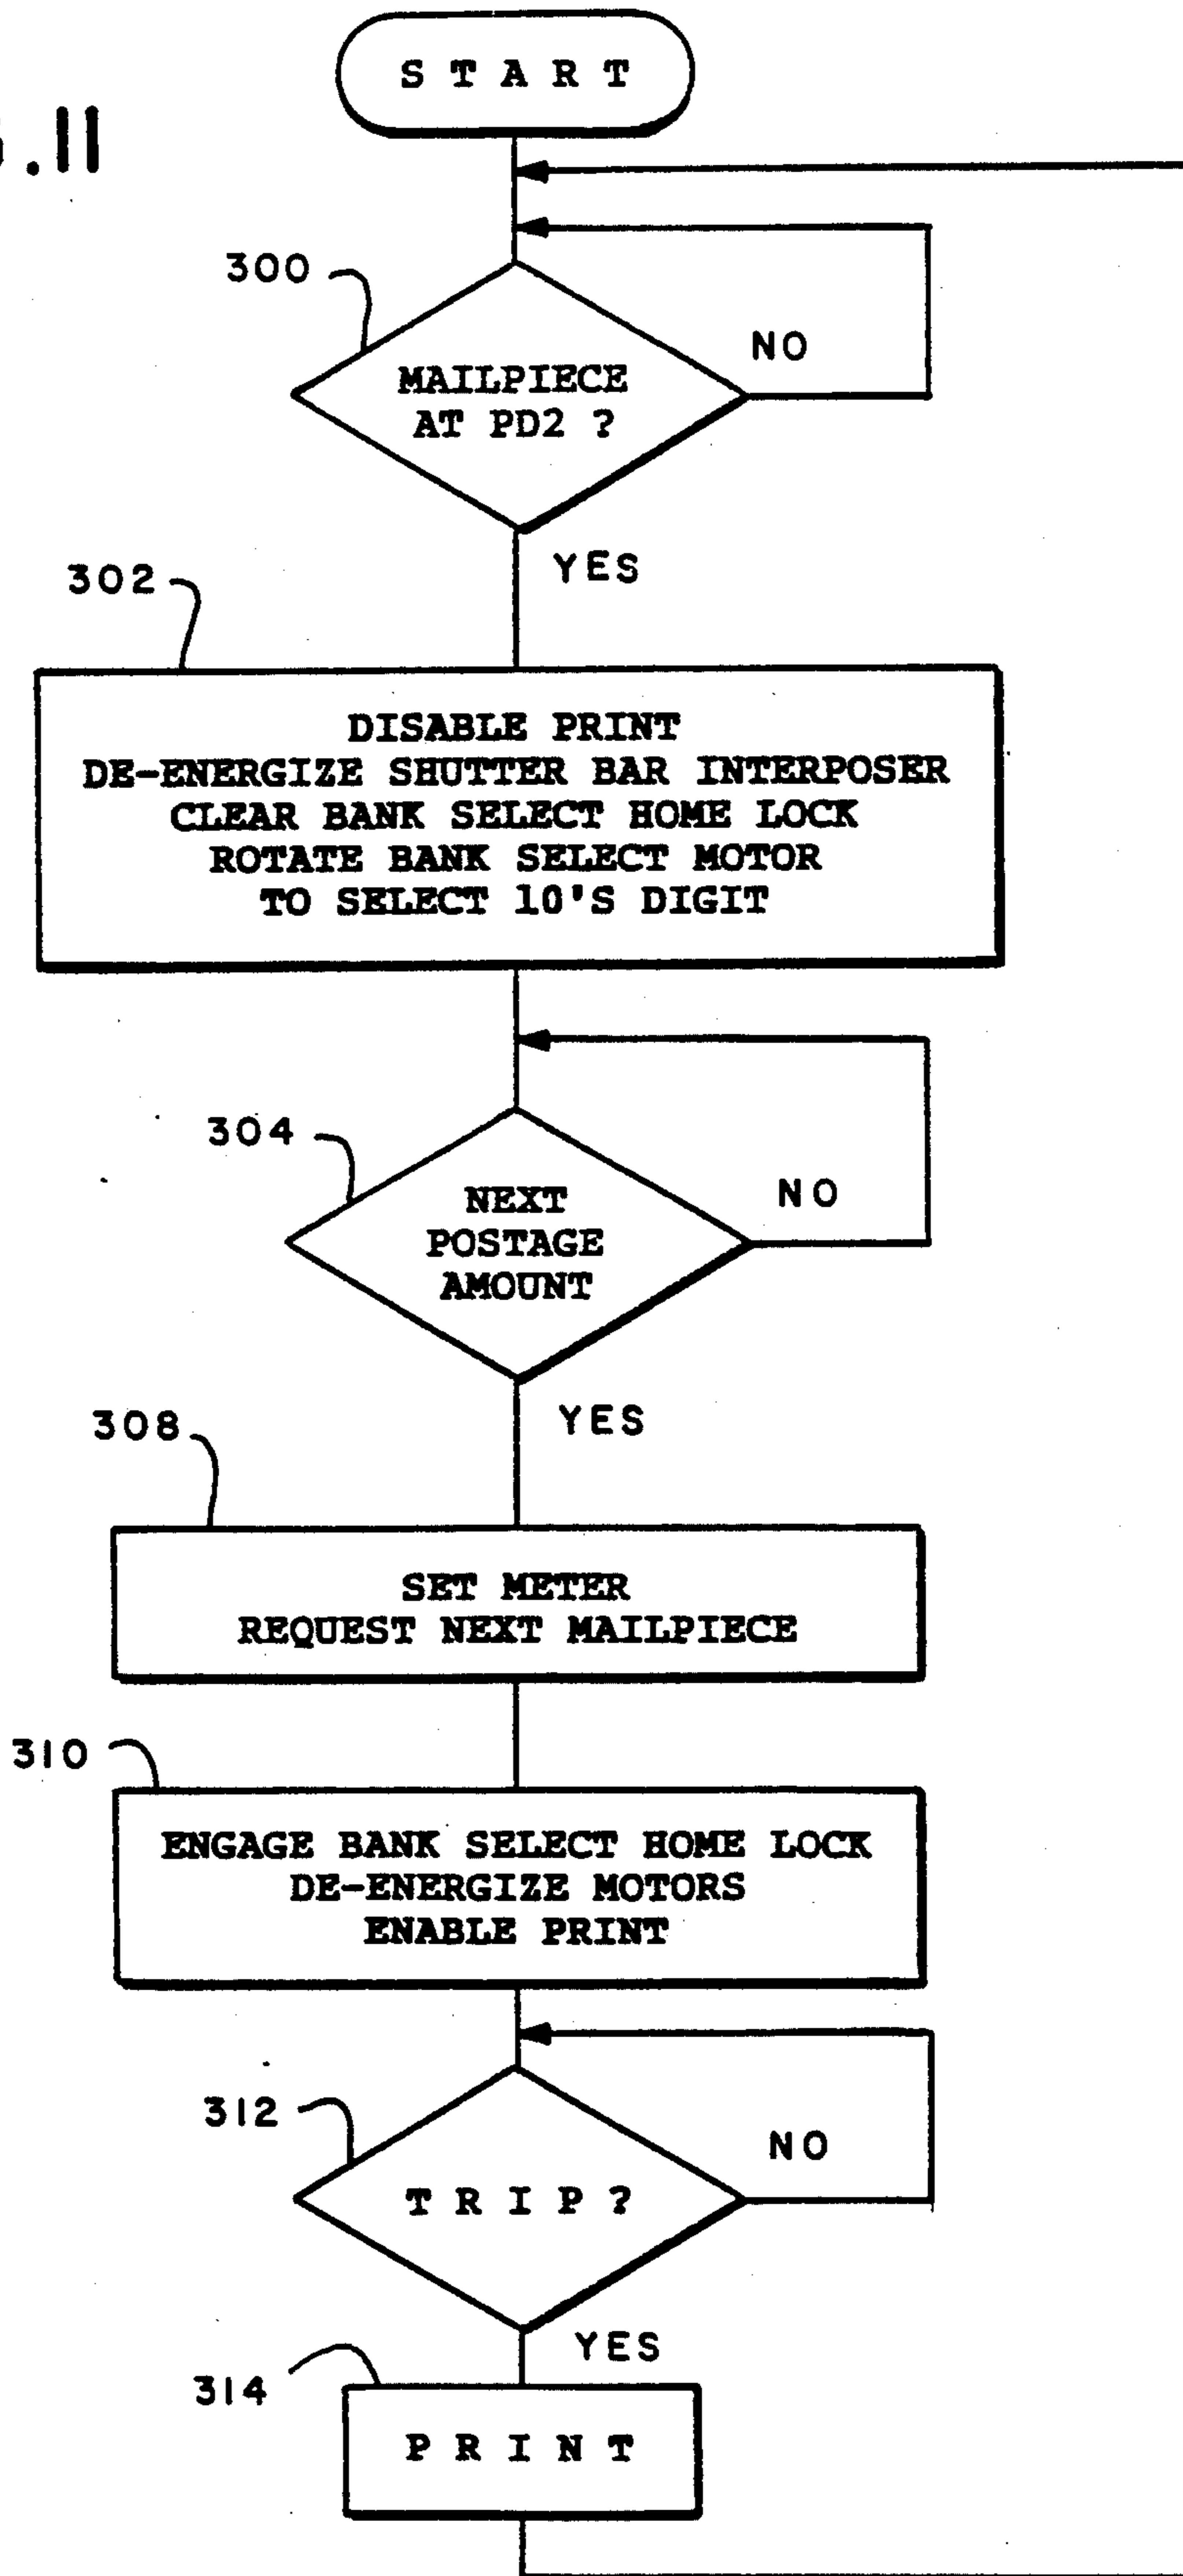 .11
START
300
MAILPIECE
AT PD2 ?
NO
YES
302
DISABLE PRINT
DE-ENERGIZE SHUTTER BAR INTERPOSER
CLEAR BANK SELECT HOME LOCK
ROTATE BANK SELECT MOTOR
TO SELECT 10'S DIGIT
304
NEXT
POSTAGE
AMOUNT
NO
YES
308
SET METER
REQUEST NEXT MAILPIECE
310
ENGAGE BANK SELECT HOME LOCK
DE-ENERGIZE MOTORS
ENABLE PRINT
312
TRIP?
NO
YES
314
PRINT